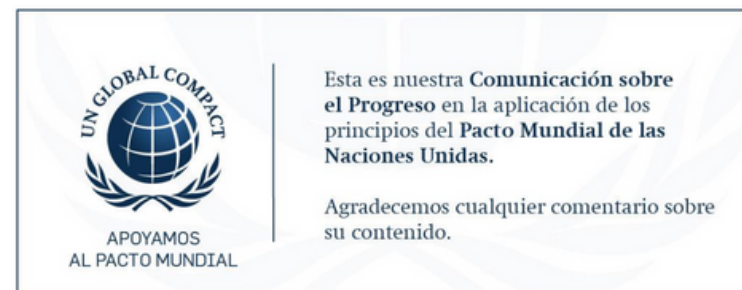 UN GLOBAL COMPACT
APOYAMOS
AL PACTO MUNDIAL
Esta es nuestra Comunicación sobre
el Progreso en la aplicación de los
principios del Pacto Mundial de las
Naciones Unidas.
Agradecemos cualquier comentario sobre
su contenido.